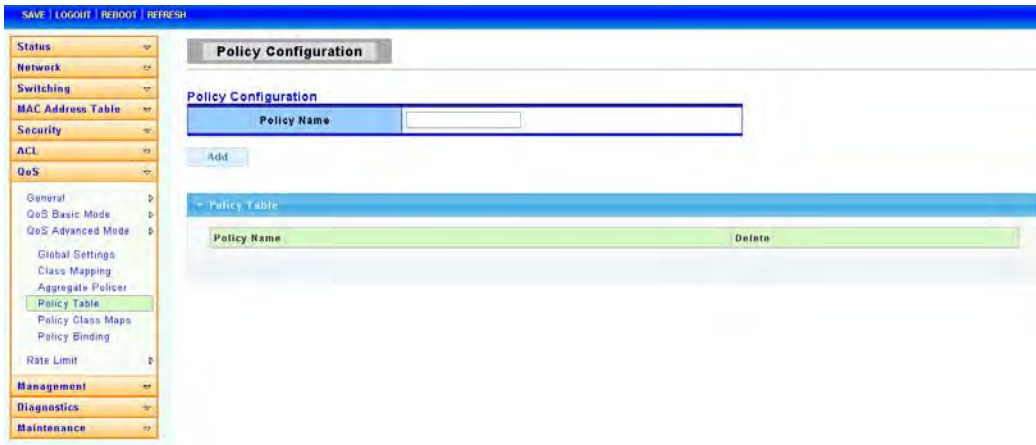 SAVE | LOGOUT | REBOOT | REFRESH
Status
Network
Switching
MAC Address Table
Security
ACL
QoS
General
QoS Basic Mode
QoS Advanced Mode
Global Settings
Class Mapping
Aggregate Policer
Policy Table
Policy Class Maps
Policy Binding
Rate Limit
Management
Diagnostics
Maintenance
Policy Configuration
Policy Configuration
Policy Name
Add
Policy Table
Policy Name Delete